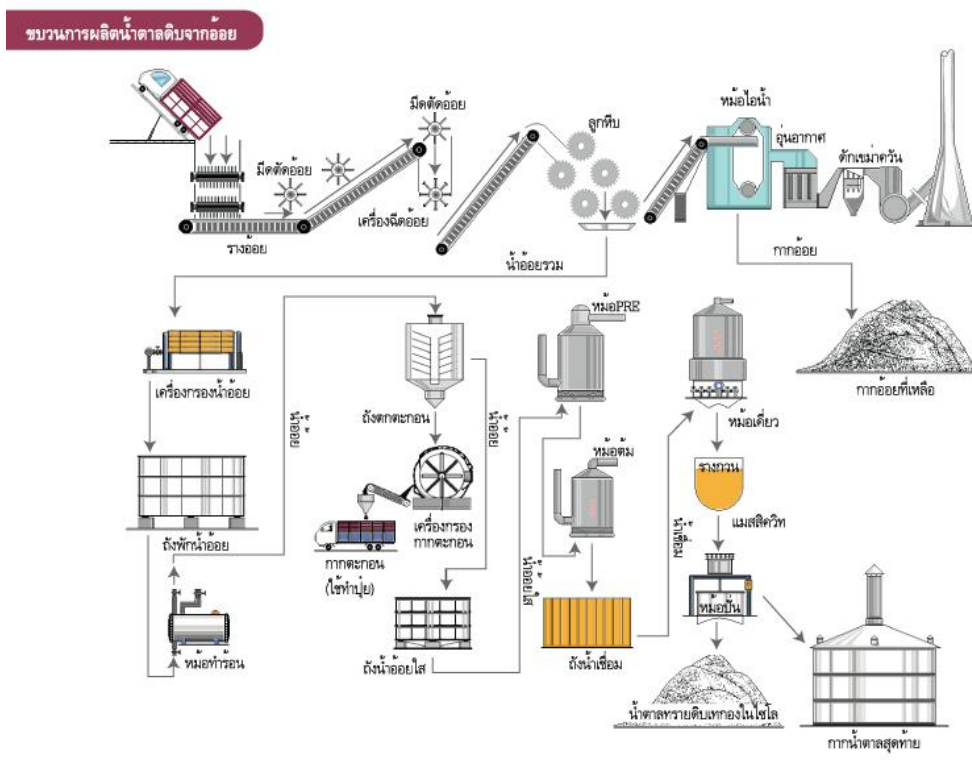 ขบวนการผลิตน้ำตาลดิบจากอ้อย
มีดตัดอ้อย
ลูกหีบ
หม้อไอน้ำ
อุ่นอากาศ
ดักเขม่าควัน
มีดตัดอ้อย
เครื่องฉีดอ้อย
รางอ้อย
น้ำอ้อยรวม
กากอ้อย
หม้อPRE
เครื่องกรองน้ำอ้อย
กากอ้อยที่เหลือ
น้ำอ้อย
ถังตกตะกอน
น้ำอ้อย
หม้อเคี่ยว
หม้อต้ม
รางกวน
แมสสิควิท
น้ำเชื่อม
ถังพักน้ำอ้อย
เครื่องกรอง
กากตะกอน
กากตะกอน
(ใช้ทำปุ๋ย)
น้ำอ้อยใส
หม้อปั่น
หม้อทำร้อน
ถังน้ำอ้อยใส
ถังน้ำเชื่อม
น้ำตาลทรายดิบเทกองในไซโล
กากน้ำตาลสุดท้าย